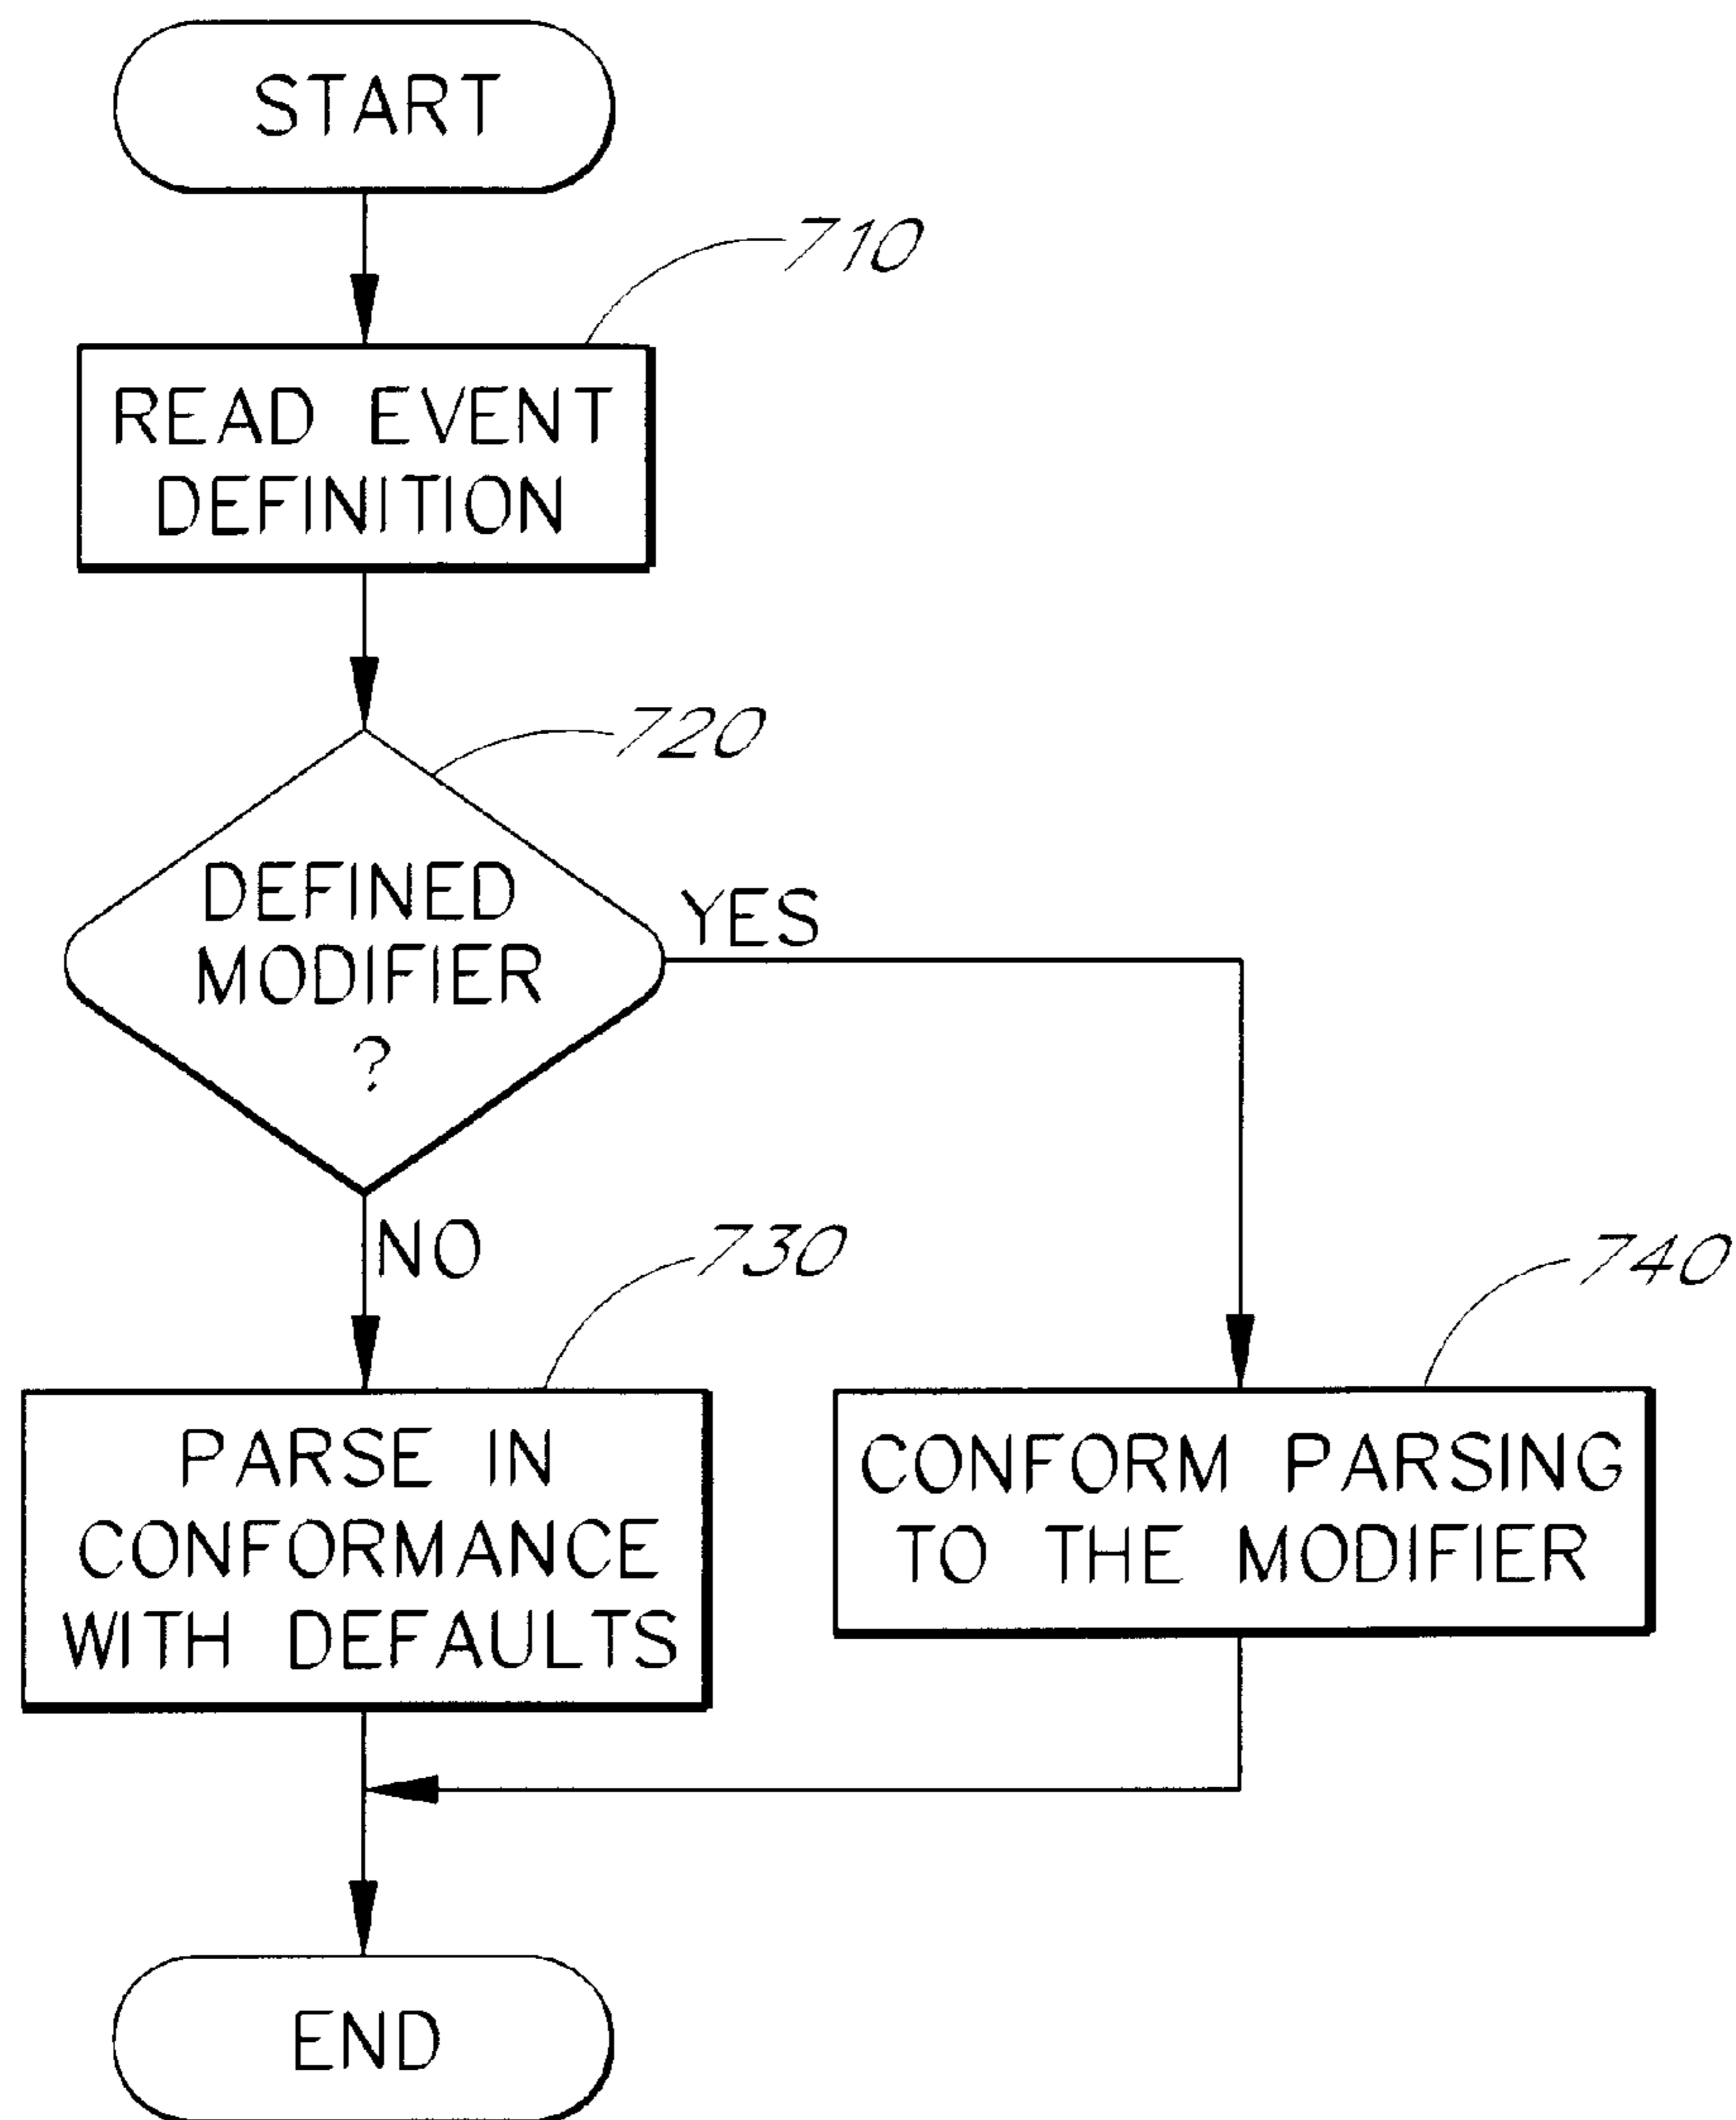 START
710
READ EVENT
DEFINITION
720
DEFINED
MODIFIER
?
YES
NO
730
740
PARSE IN
CONFORMANCE
WITH DEFAULTS
CONFORM PARSING
TO THE MODIFIER
END